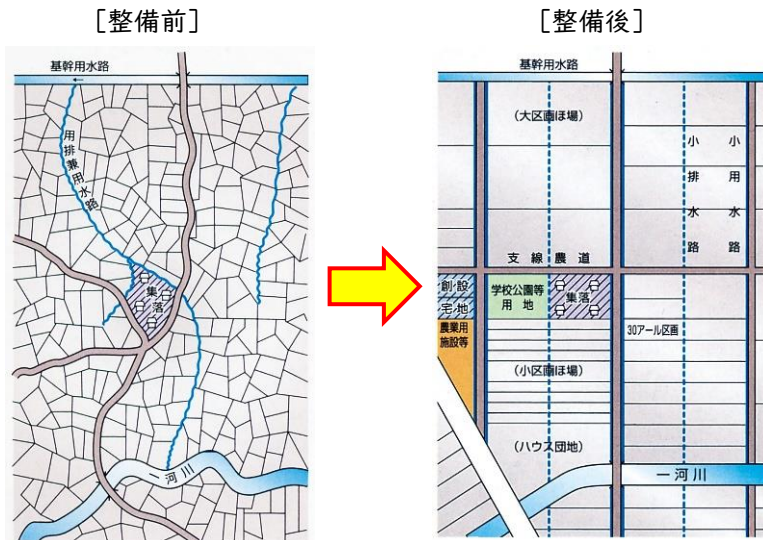 [整備前]
基幹用水路
用排兼用水路
集落
一河川
[整備後]
基幹用水路
(大区画ほ場)
小排水路
小用水路
支線農道
創設
宅地
学校公園等
用地
集落
農業用
施設等
30アール区画
(小区画ほ場)
(ハウス団地)
一河川